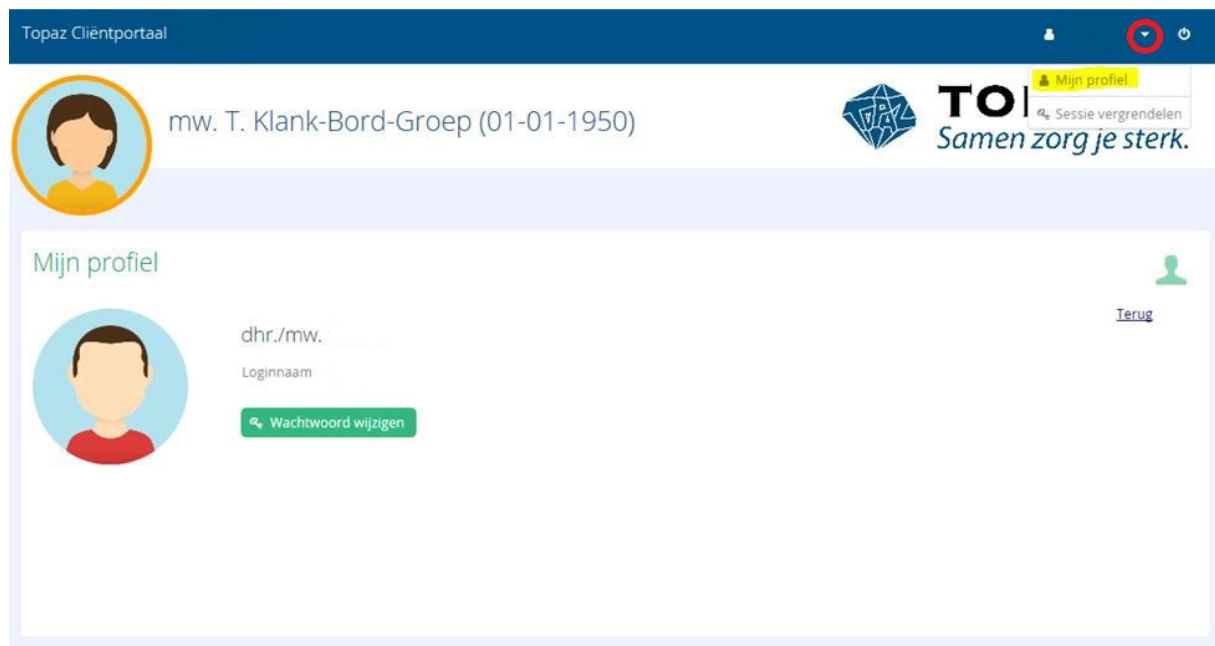 Topaz Cliëntportaal
Mijn profiel
Sessie vergrendelen
mw. T. Klank-Bord-Groep (01-01-1950)
TOPAZ
Samen zorg je sterk.
Mijn profiel
Terug
dhr./mw.
Loginnaam
Wachtwoord wijzigen